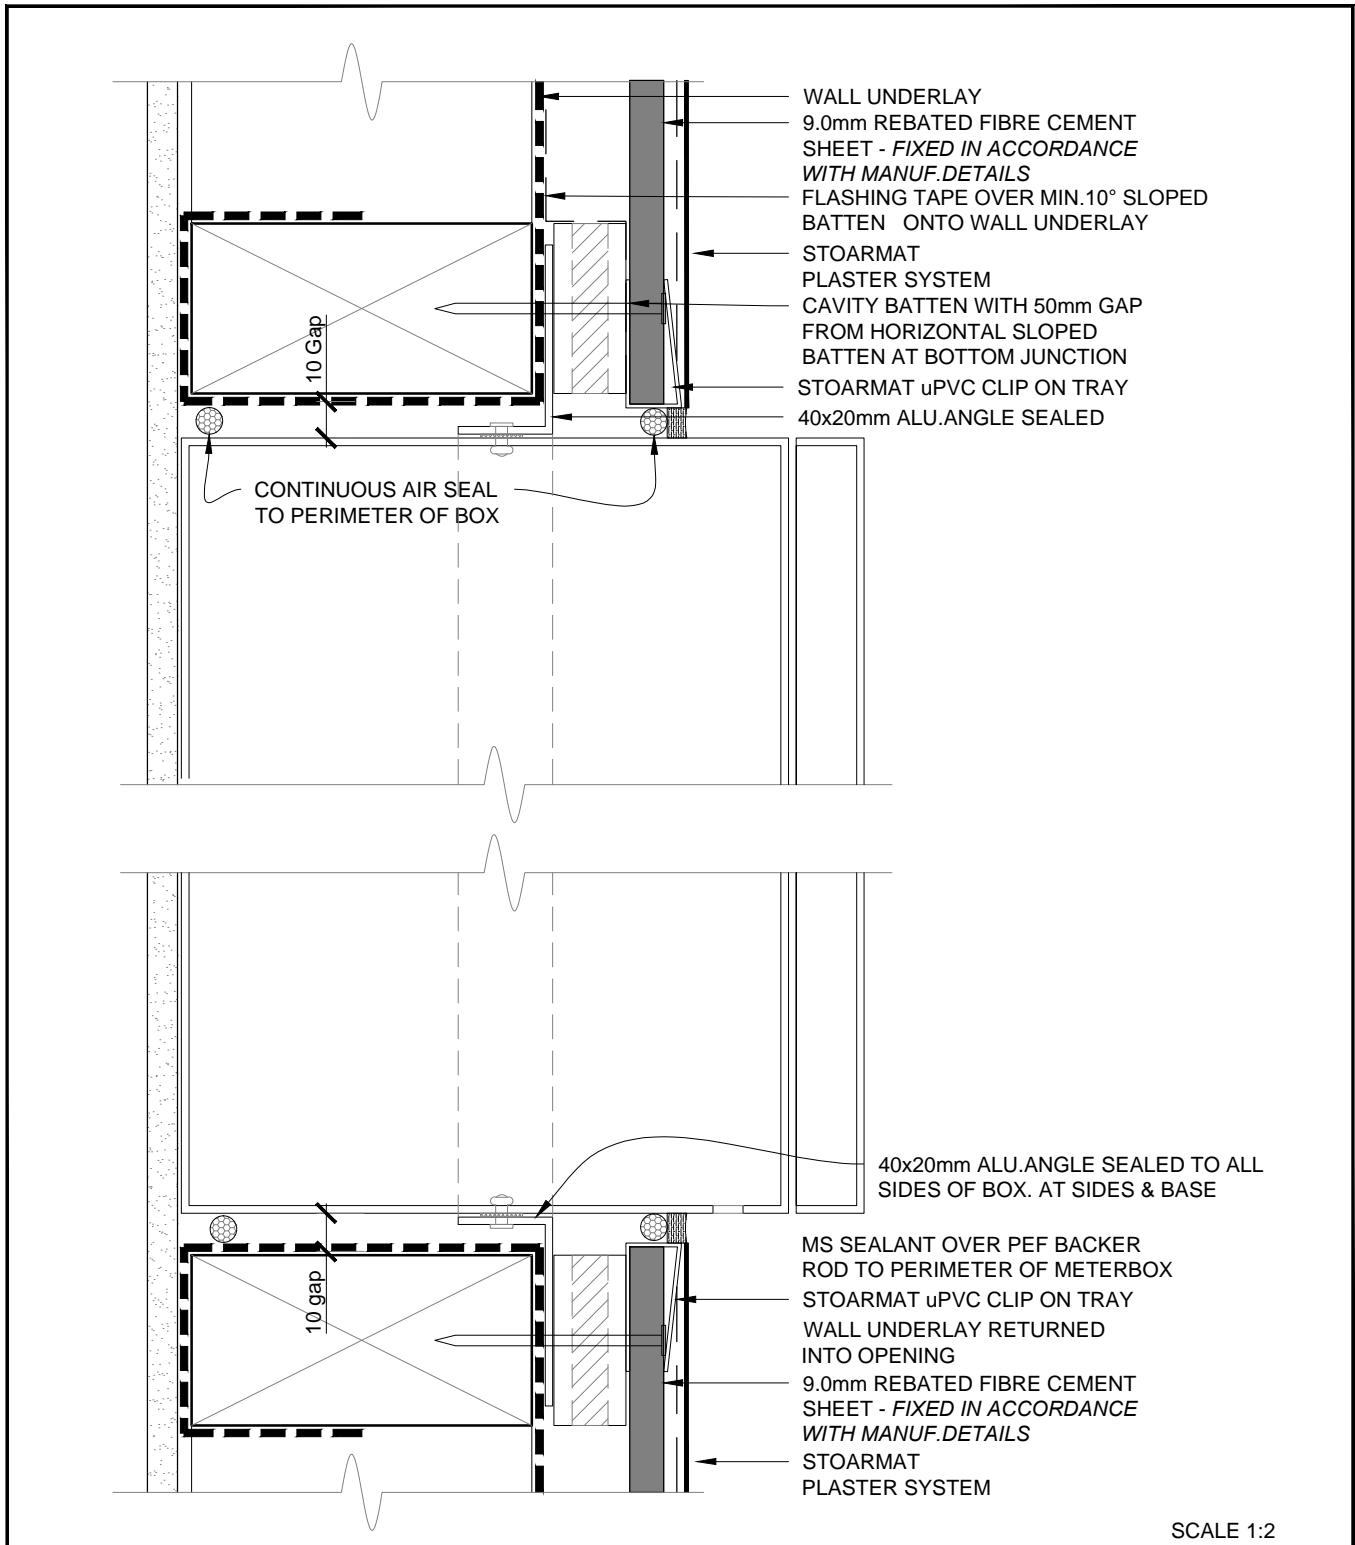 WALL UNDERLAY
9.0mm REBATED FIBRE CEMENT
SHEET - FIXED IN ACCORDANCE
WITH MANUF.DETAILS
FLASHING TAPE OVER MIN.10° SLOPED
BATTEN ONTO WALL UNDERLAY
STOARMAT
PLASTER SYSTEM
CAVITY BATTEN WITH 50mm GAP
FROM HORIZONTAL SLOPED
BATTEN AT BOTTOM JUNCTION
STOARMAT uPVC CLIP ON TRAY
40x20mm ALU.ANGLE SEALED
10 Gap
CONTINUOUS AIR SEAL
TO PERIMETER OF BOX
40x20mm ALU.ANGLE SEALED TO ALL
SIDES OF BOX. AT SIDES & BASE
MS SEALANT OVER PEF BACKER
ROD TO PERIMETER OF METERBOX
STOARMAT uPVC CLIP ON TRAY
WALL UNDERLAY RETURNED
INTO OPENING
9.0mm REBATED FIBRE CEMENT
SHEET - FIXED IN ACCORDANCE
WITH MANUF.DETAILS
STOARMAT
PLASTER SYSTEM
10 gap
SCALE 1:2